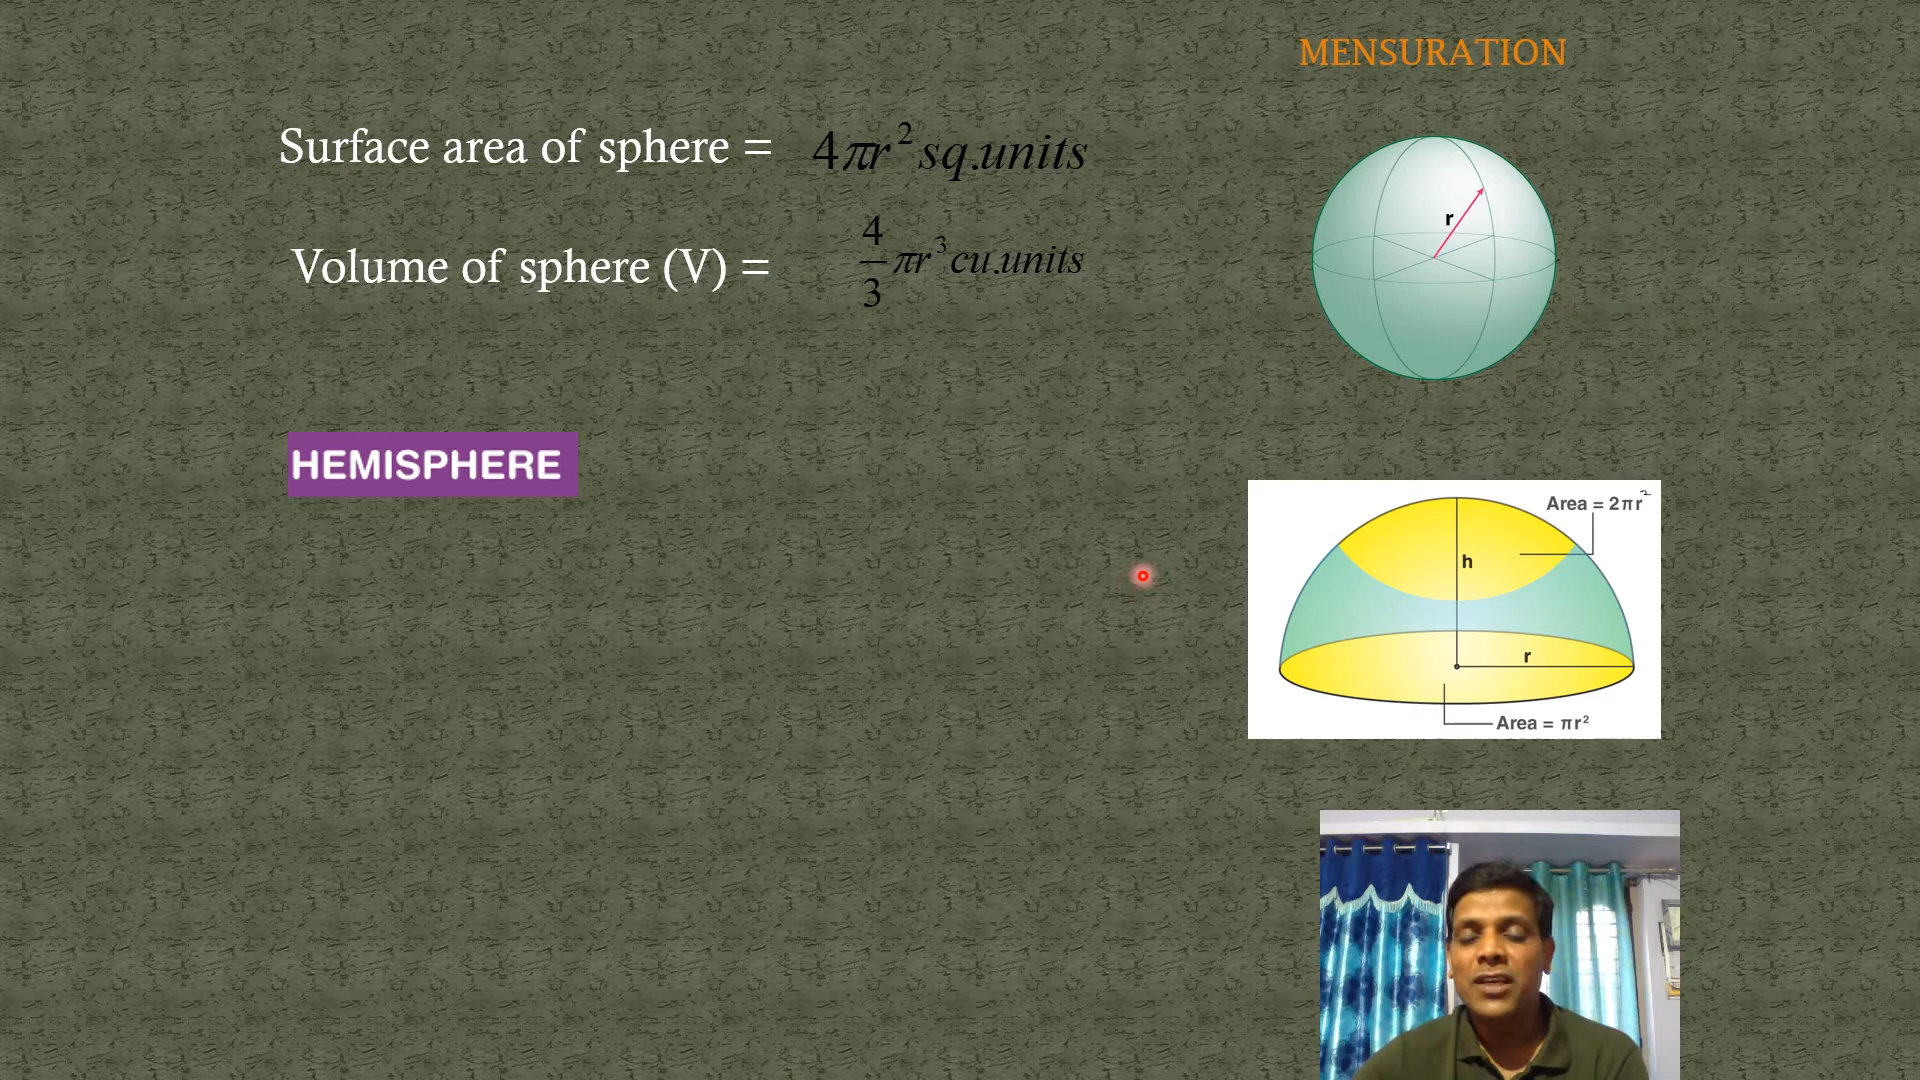 MENSURATION
Surface area of sphere = 4πr² sq.units
r
Volume of sphere (V) = 4/3 πr³ cu.units
HEMISPHERE
Area = 2πr²
h
r
Area = πr²